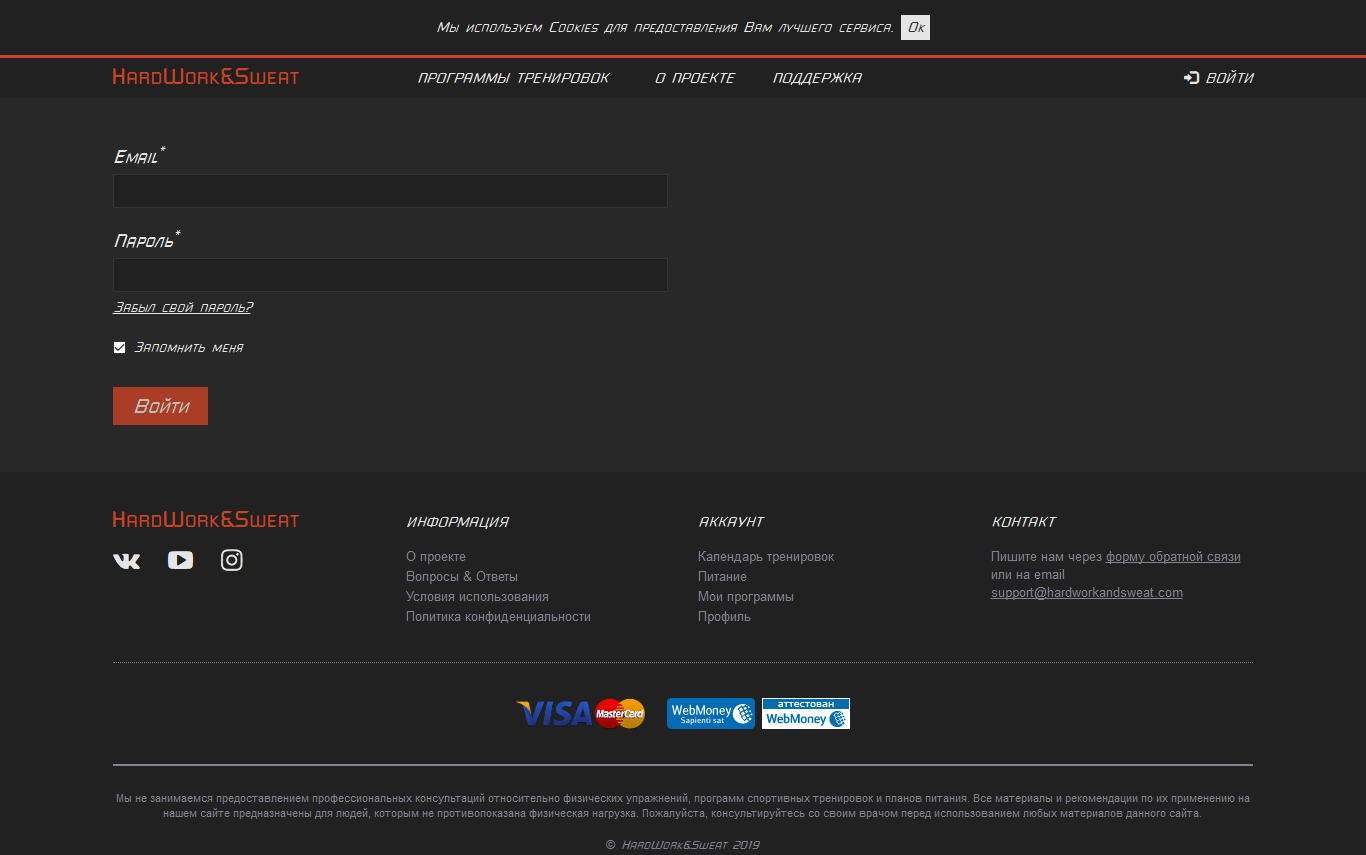 Мы используем Cookies для предоставления Вам лучшего сервиса. Ок
HardWork&Sweat ПРОГРАММЫ ТРЕНИРОВОК О ПРОЕКТЕ ПОДДЕРЖКА ВОЙТИ
Email*
Пароль*
Забыл свой пароль?
Запомнить меня
Войти
HardWork&Sweat
ИНФОРМАЦИЯ
О проекте
Вопросы & Ответы
Условия использования
Политика конфиденциальности
АККАУНТ
Календарь тренировок
Питание
Мои программы
Профиль
КОНТАКТ
Пишите нам через форму обратной связи
или на email
support@hardworkandsweat.com
VISA MasterCard WebMoney Sapienti sat аттестован WebMoney
Мы не занимаемся предоставлением профессиональных консультаций относительно физических упражнений, программ спортивных тренировок и планов питания. Все материалы и рекомендации по их применению на
нашем сайте предназначены для людей, которым не противопоказана физическая нагрузка. Пожалуйста, консультируйтесь со своим врачом перед использованием любых материалов данного сайта.
© HardWork&Sweat 2019